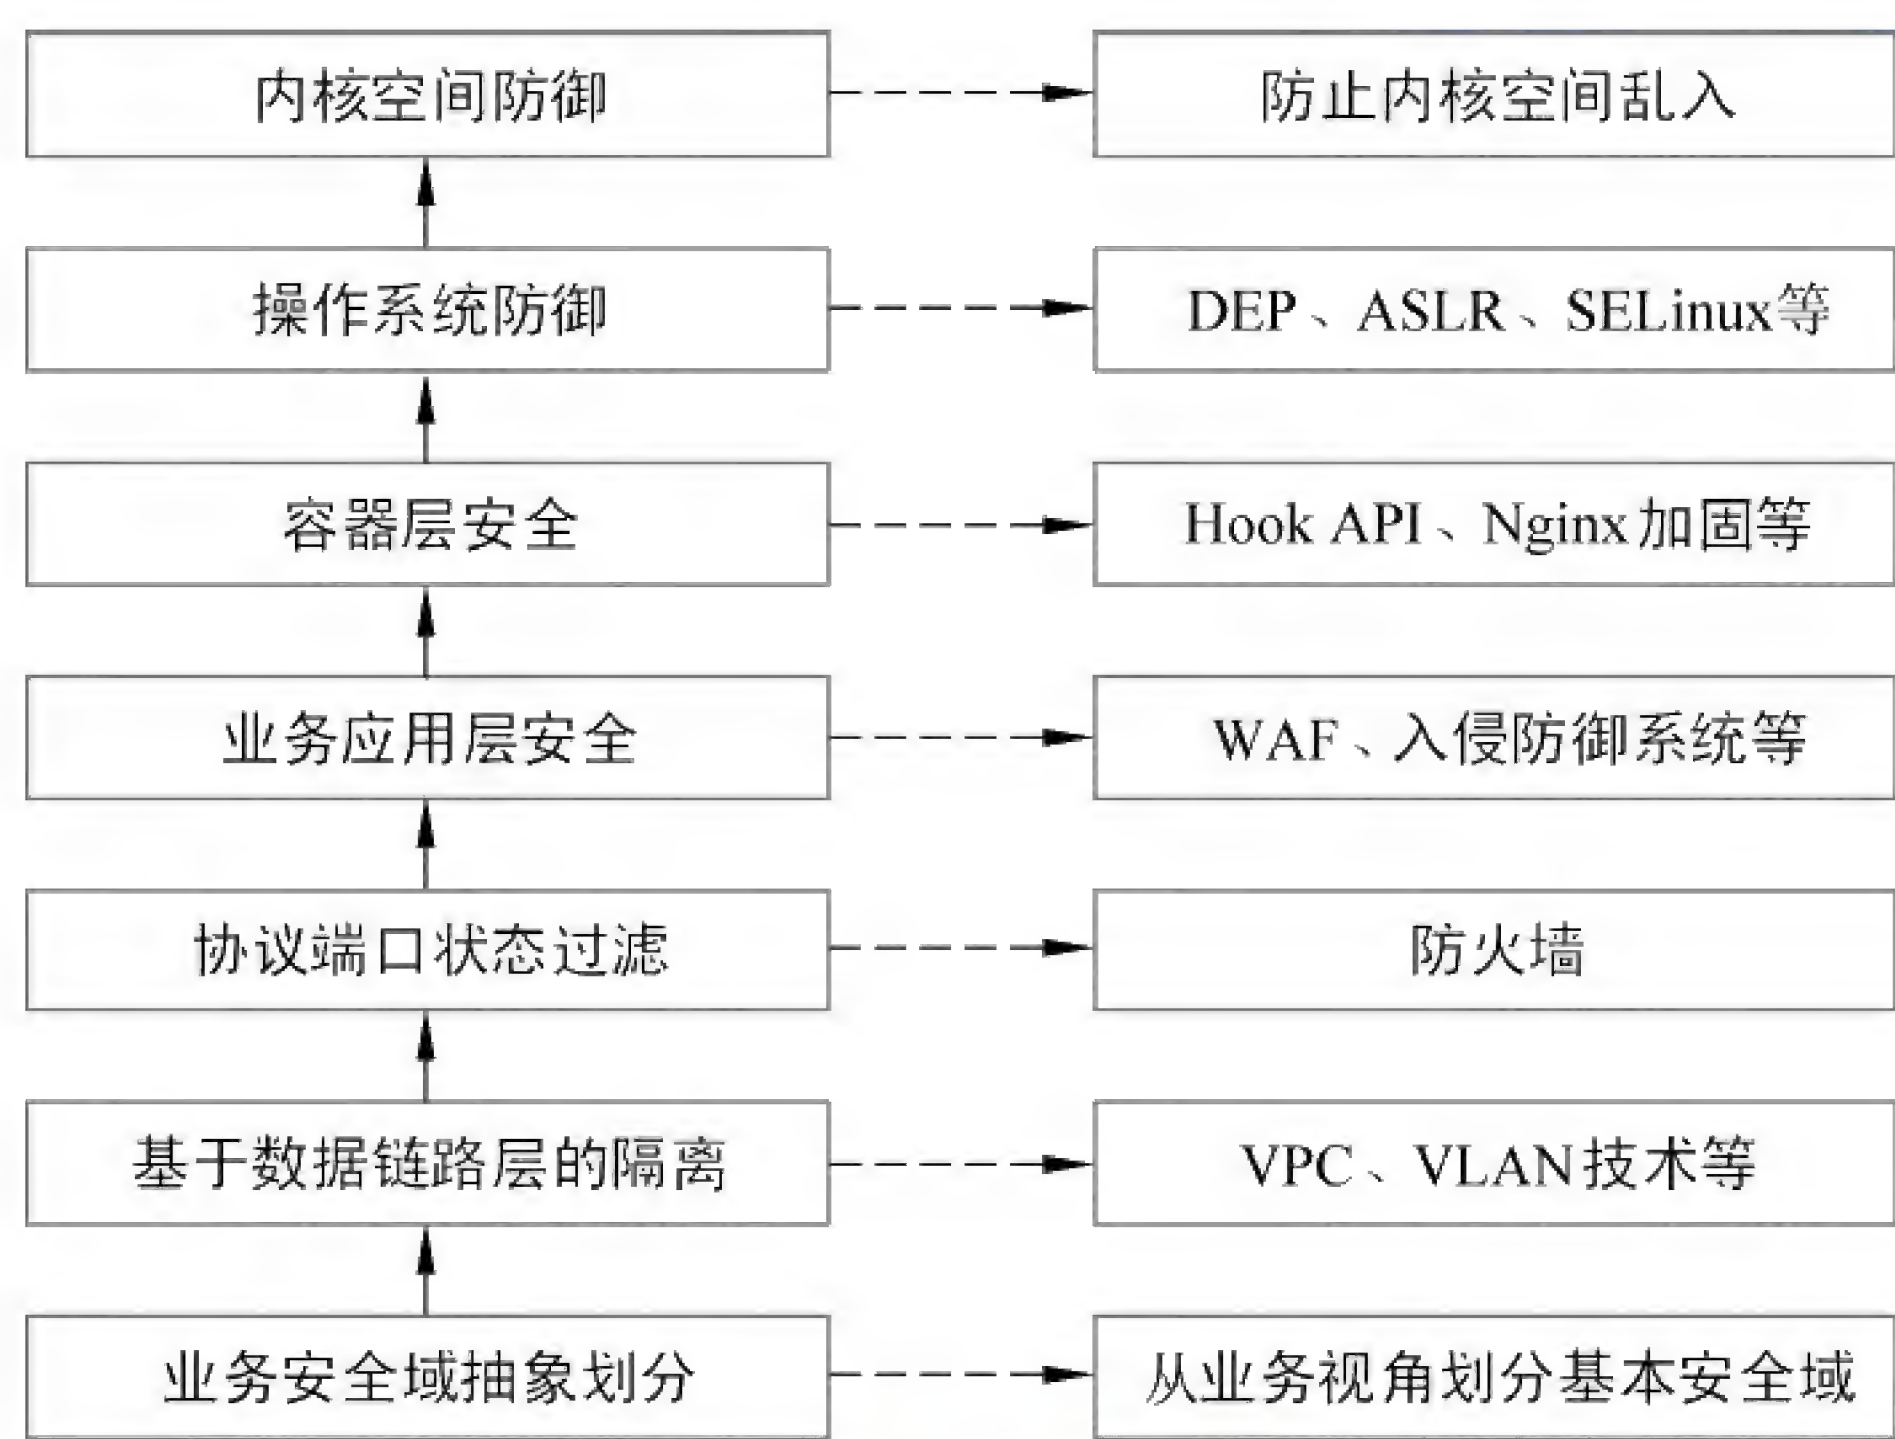 内核空间防御
防止内核空间乱入
操作系统防御
DEP、ASLR、SELinux等
容器层安全
Hook API、Nginx加固等
业务应用层安全
WAF、入侵防御系统等
协议端口状态过滤
防火墙
基于数据链路层的隔离
VPC、VLAN技术等
业务安全域抽象划分
从业务视角划分基本安全域